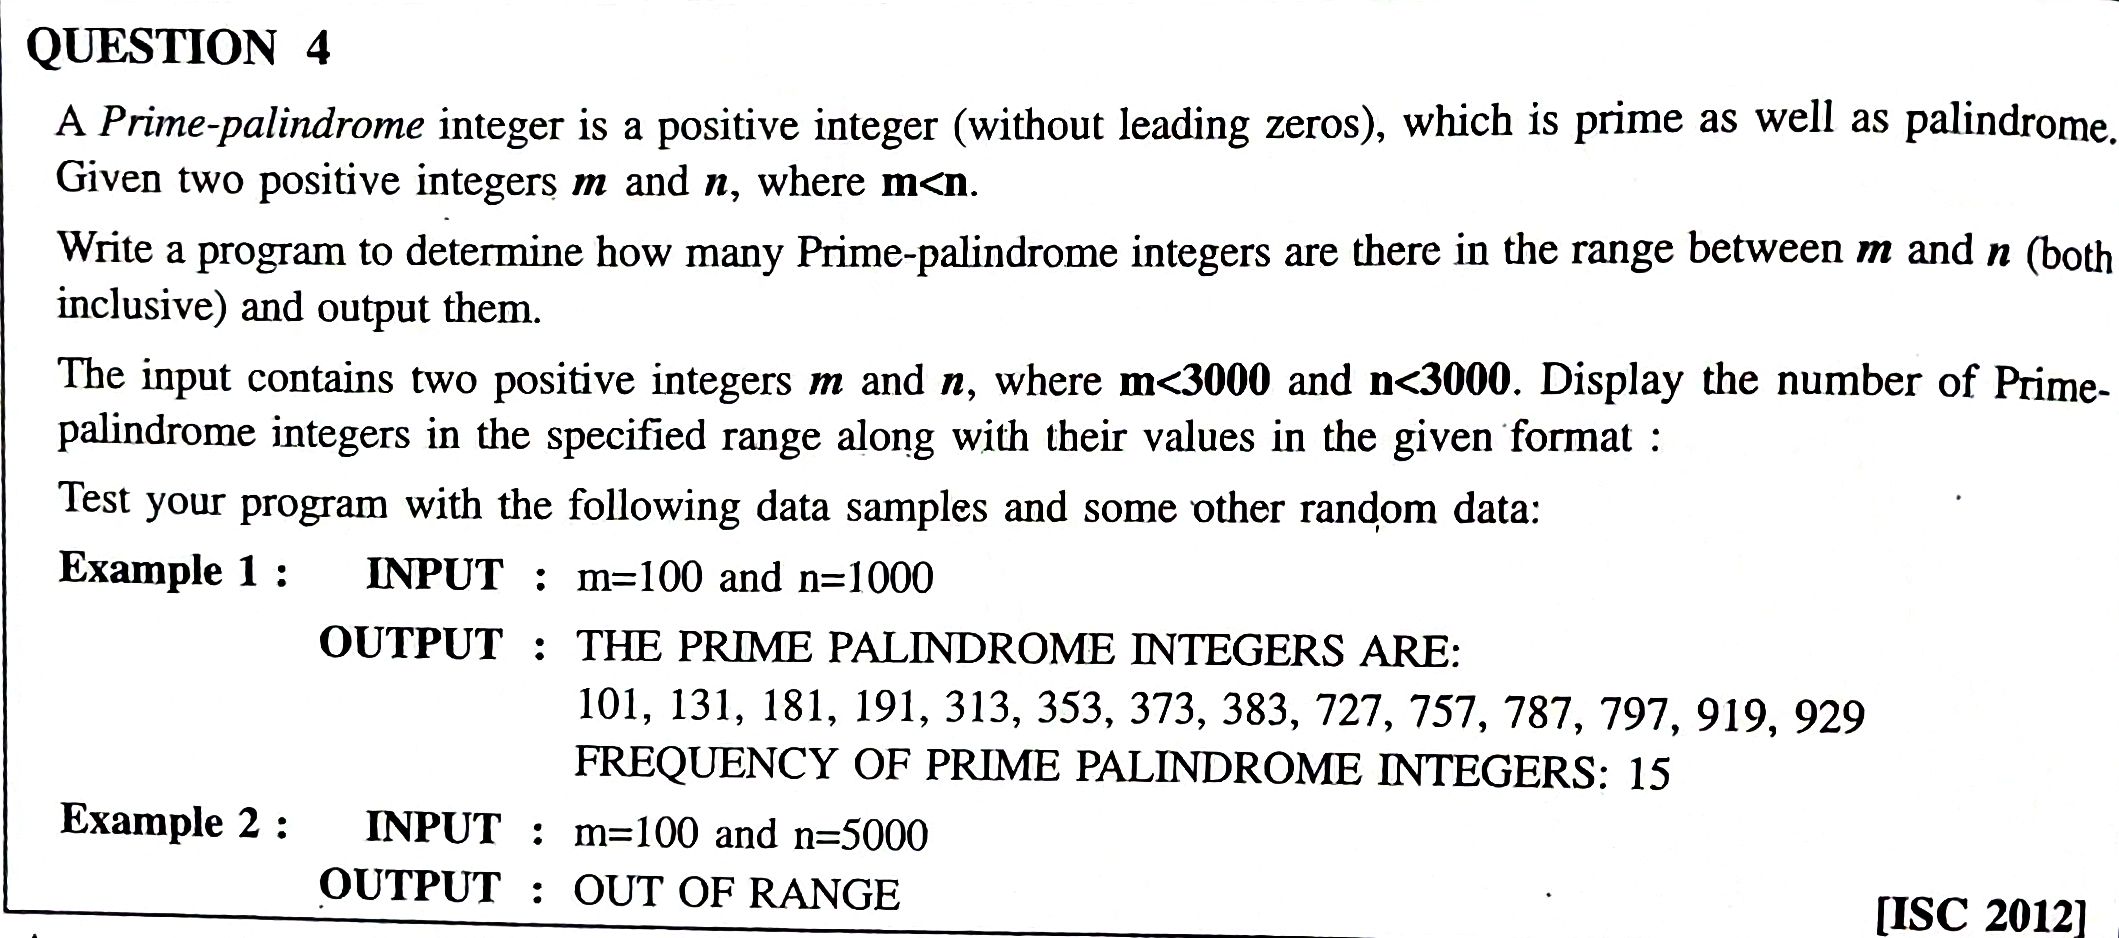 QUESTION 4
A Prime-palindrome integer is a positive integer (without leading zeros), which is prime as well as palindrome.
Given two positive integers m and n, where m<n.
Write a program to determine how many Prime-palindrome integers are there in the range between m and n (both
inclusive) and output them.
The input contains two positive integers m and n, where m<3000 and n<3000. Display the number of Prime-
palindrome integers in the specified range along with their values in the given format :
Test your program with the following data samples and some other random data:
Example 1 : INPUT : m=100 and n=1000
OUTPUT : THE PRIME PALINDROME INTEGERS ARE:
101, 131, 181, 191, 313, 353, 373, 383, 727, 757, 787, 797, 919, 929
FREQUENCY OF PRIME PALINDROME INTEGERS: 15
Example 2 : INPUT : m=100 and n=5000
OUTPUT : OUT OF RANGE
[ISC 2012]